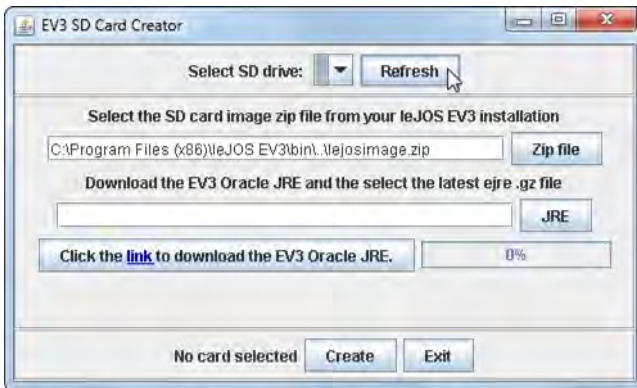 EV3 SD Card Creator
Select SD drive: Refresh
Select the SD card image zip file from your leJOS EV3 installation
C:\Program Files (x86)\leJOS EV3\bin\..\lejosimage.zip Zip file
Download the EV3 Oracle JRE and the select the latest ejre .gz file
JRE
Click the link to download the EV3 Oracle JRE. 0%
No card selected Create Exit